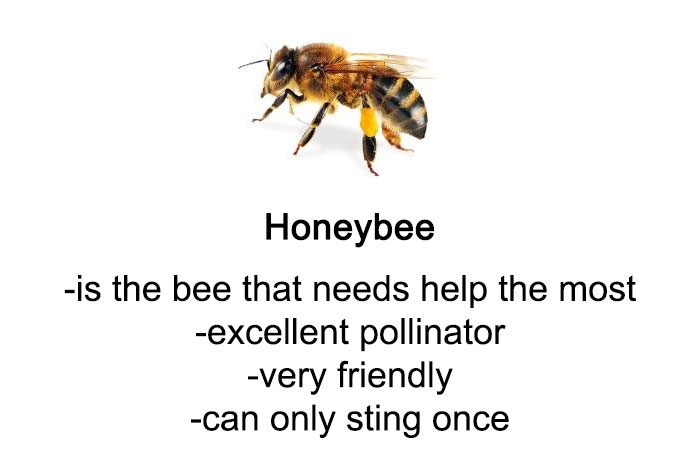 Honeybee
-is the bee that needs help the most
-excellent pollinator
-very friendly
-can only sting once